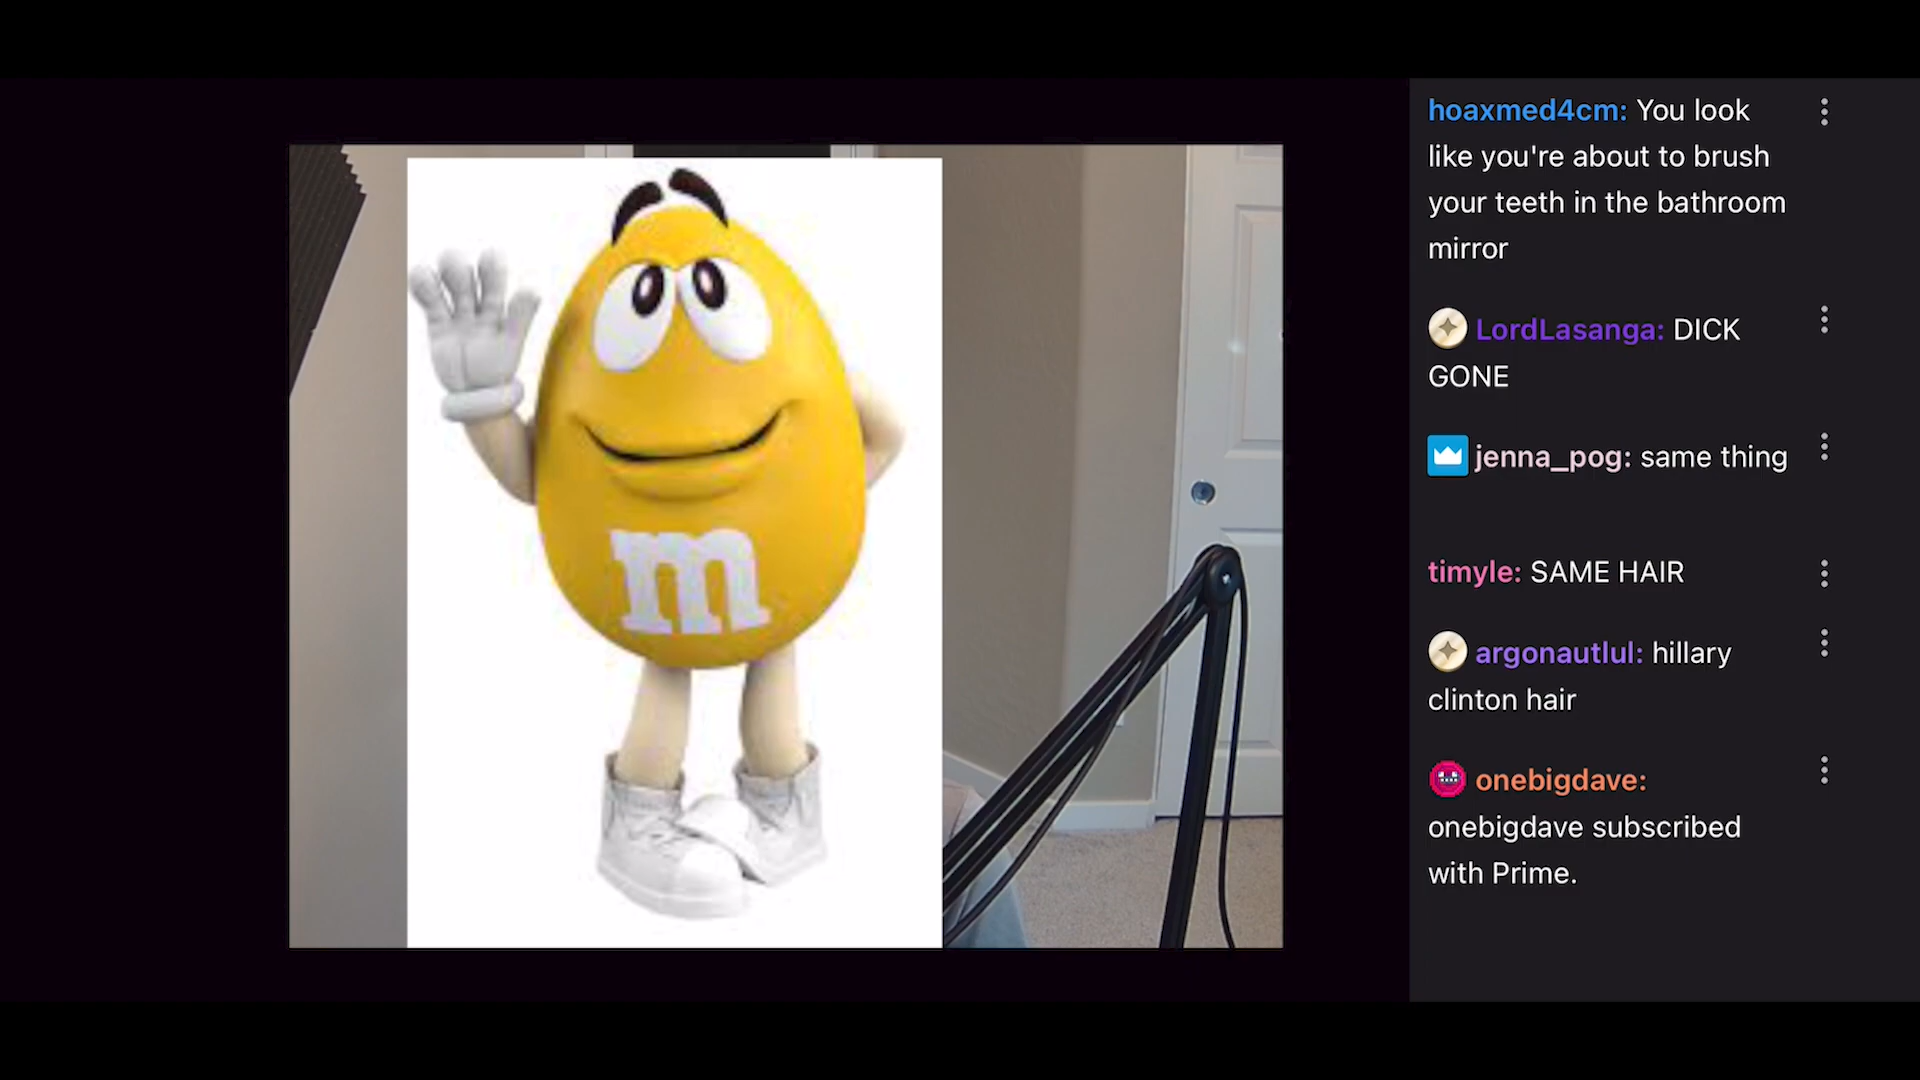 m
hoaxmed4cm: You look
like you're about to brush
your teeth in the bathroom
mirror
LordLasanga: DICK
GONE
jenna_pog: same thing
timyle: SAME HAIR
argonautlul: hillary
clinton hair
onebigdave:
onebigdave subscribed
with Prime.